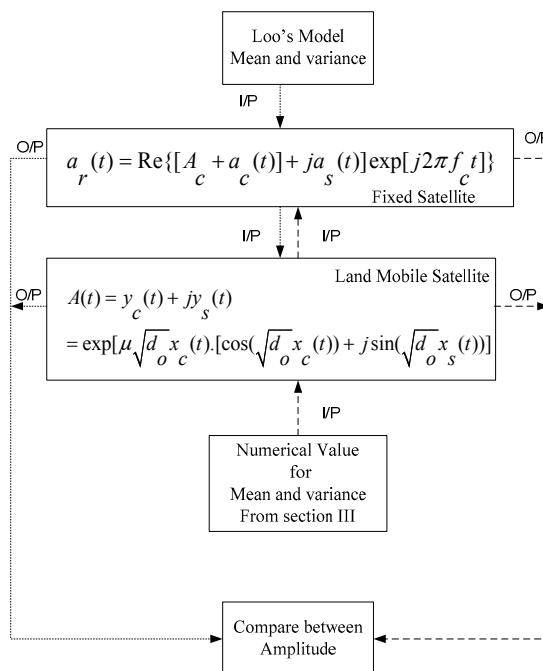 Loo's Model
Mean and variance
I/P
O/P
O/P
a_r(t) = Re{[A_c + a_c(t)] + ja_s(t)] exp[j2πf_c t]}
Fixed Satellite
I/P
I/P
Land Mobile Satellite
O/P
O/P
A(t) = y_c(t) + jy_s(t)
= exp[μ√d_o x_c(t).[cos(√d_o x_c(t)) + j sin(√d_o x_s(t))]
I/P
Numerical Value
for
Mean and variance
From section III
Compare between
Amplitude